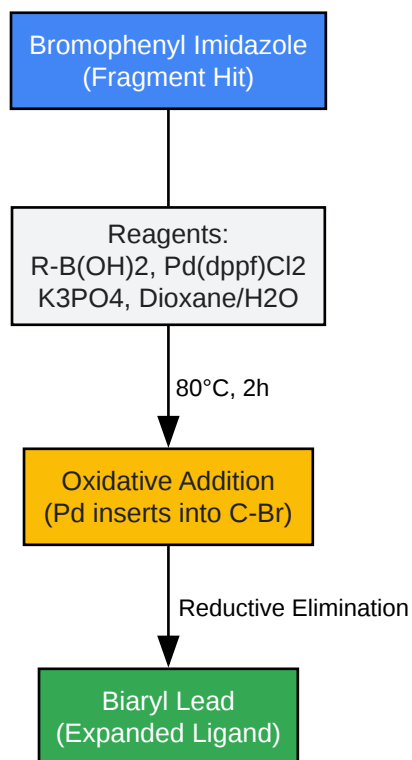 Bromophenyl Imidazole
(Fragment Hit)
Reagents:
R-B(OH)2, Pd(dppf)Cl2
K3PO4, Dioxane/H2O
80°C, 2h
Oxidative Addition
(Pd inserts into C-Br)
Reductive Elimination
Biaryl Lead
(Expanded Ligand)